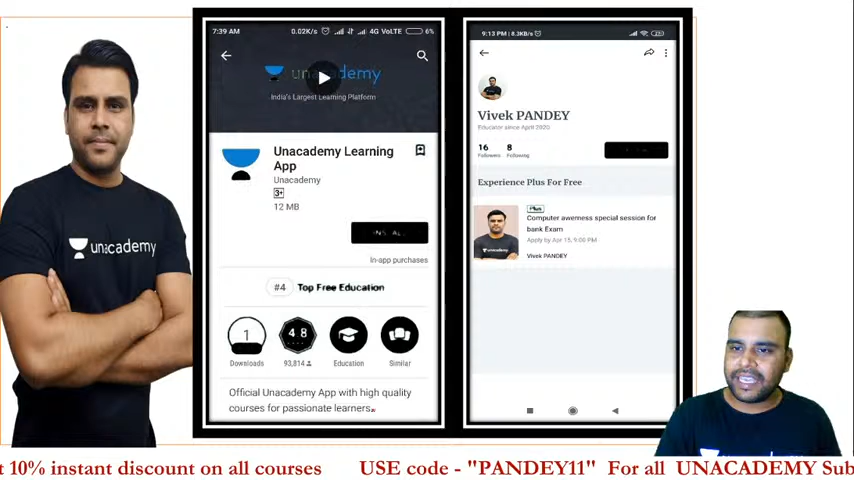 unacademy
7:39 AM
0.02K/s
4G VoLTE
6%
unacademy
India's Largest Learning Platform
Unacademy Learning
App
Unacademy
3+
12 MB
INSTALL
In-app purchases
#4 Top Free Education
1
4 8
Downloads
93,814
Education
Similar
Official Unacademy App with high quality
courses for passionate learners.
9:13 PM | 8.3KB/s
Vivek PANDEY
Educator since April 2020
16 8
Followers Following
Experience Plus For Free
Plus
Computer awerness special session for
bank Exam
Apply by Apr 15, 9:00 PM
Vivek PANDEY
t 10% instant discount on all courses USE code - "PANDEY11" For all UNACADEMY Sub